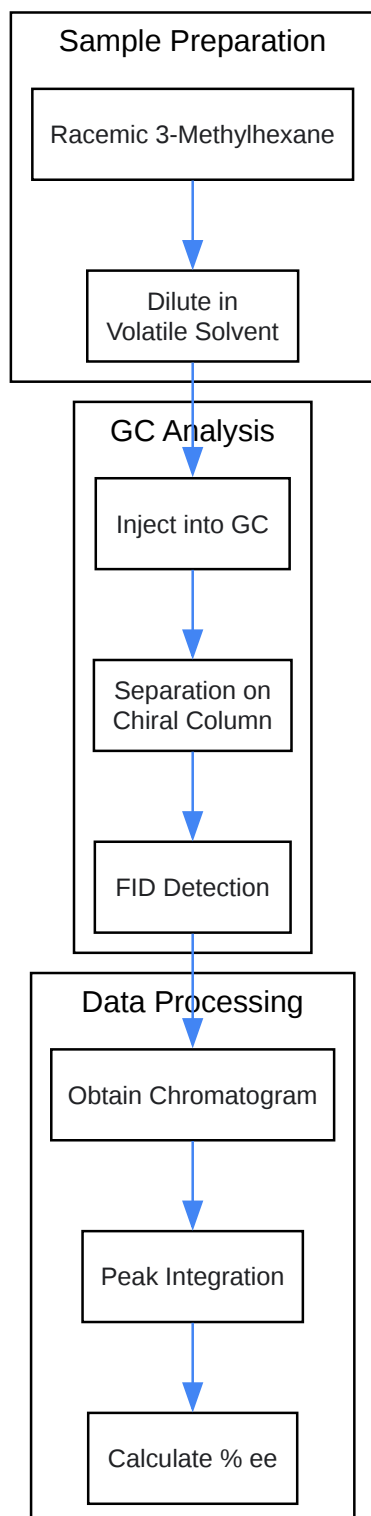 Sample Preparation
Racemic 3-Methylhexane
Dilute in
Volatile Solvent
GC Analysis
Inject into GC
Separation on
Chiral Column
FID Detection
Data Processing
Obtain Chromatogram
Peak Integration
Calculate % ee